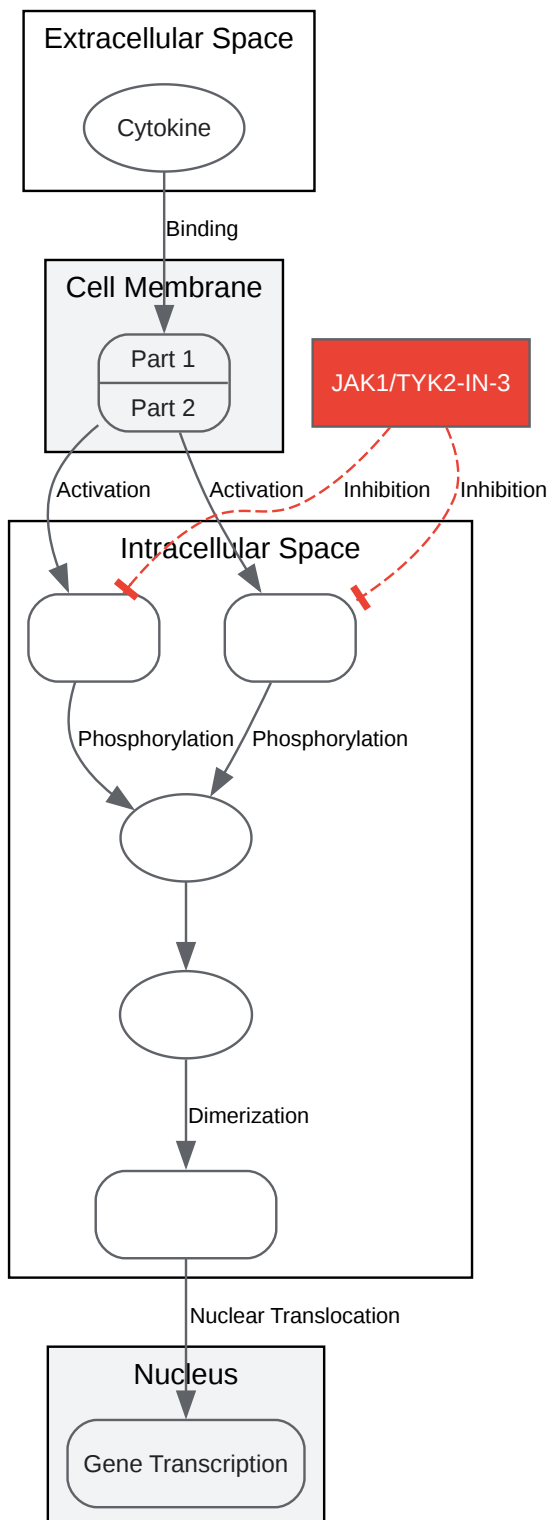 Extracellular Space
Cytokine
Binding
Cell Membrane
Part 1
Part 2
JAK1/TYK2-IN-3
Activation
Activation
Inhibition
Inhibition
Intracellular Space
Phosphorylation
Phosphorylation
Dimerization
Nuclear Translocation
Nucleus
Gene Transcription